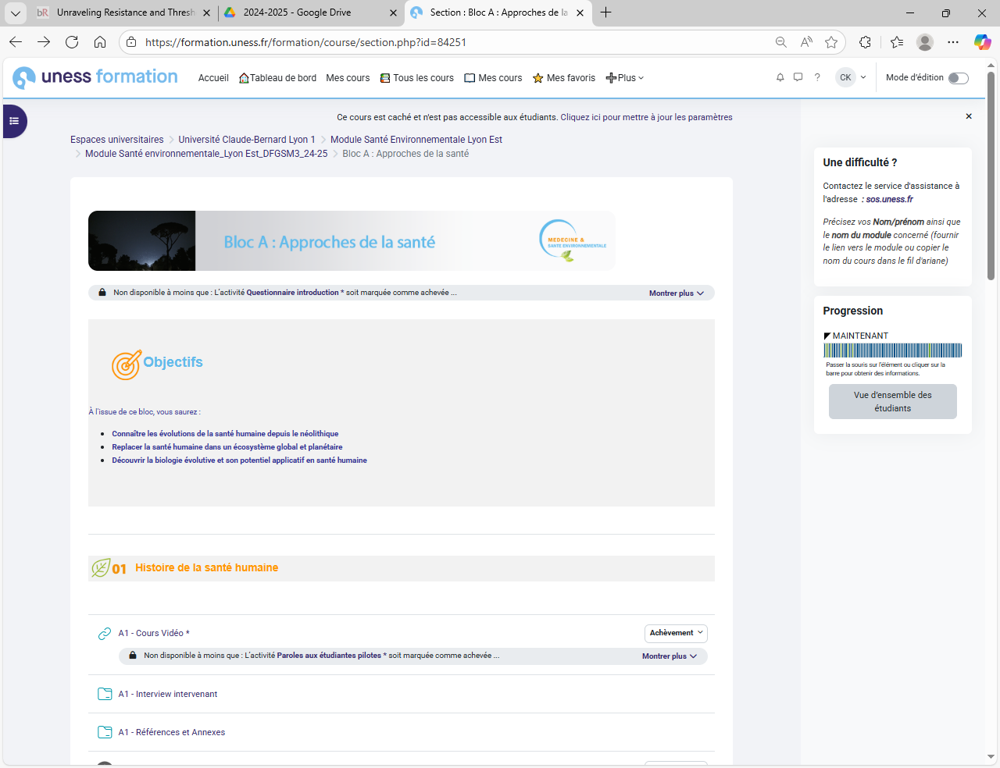 Unraveling Resistance and Thresh
2024-2025 - Google Drive
Section : Bloc A : Approches de la
https://formation.uness.fr/formation/course/section.php?id=84251
uness formation
Accueil
Tableau de bord
Mes cours
Tous les cours
Mes cours
Mes favoris
Plus
CK
Mode d'édition
Ce cours est caché et n'est pas accessible aux étudiants. Cliquez ici pour mettre à jour les paramètres
Espaces universitaires
Université Claude-Bernard Lyon 1
Module Santé Environnementale Lyon Est
Module Santé environnementale_Lyon Est_DFGSM3_24-25
Bloc A : Approches de la santé
Bloc A : Approches de la santé
MEDECINE &
SANTE ENVIRONNEMENTALE
Non disponible à moins que : L'activité Questionnaire introduction * soit marquée comme achevée ...
Montrer plus
Objectifs
À l'issue de ce bloc, vous saurez :
Connaître les évolutions de la santé humaine depuis le néolithique
Replacer la santé humaine dans un écosystème global et planétaire
Découvrir la biologie évolutive et son potentiel applicatif en santé humaine
01 Histoire de la santé humaine
A1 - Cours Vidéo *
Achèvement
Non disponible à moins que : L'activité Paroles aux étudiantes pilotes * soit marquée comme achevée ...
Montrer plus
A1 - Interview intervenant
A1 - Références et Annexes
Une difficulté ?
Contactez le service d'assistance à
l'adresse : sos.uness.fr
Précisez vos Nom/prénom ainsi que
le nom du module concerné (fournir
le lien vers le module ou copier le
nom du cours dans le fil d'ariane)
Progression
MAINTENANT
Passer la souris sur l'élément ou cliquer sur la
barre pour obtenir des informations.
Vue d'ensemble des
étudiants